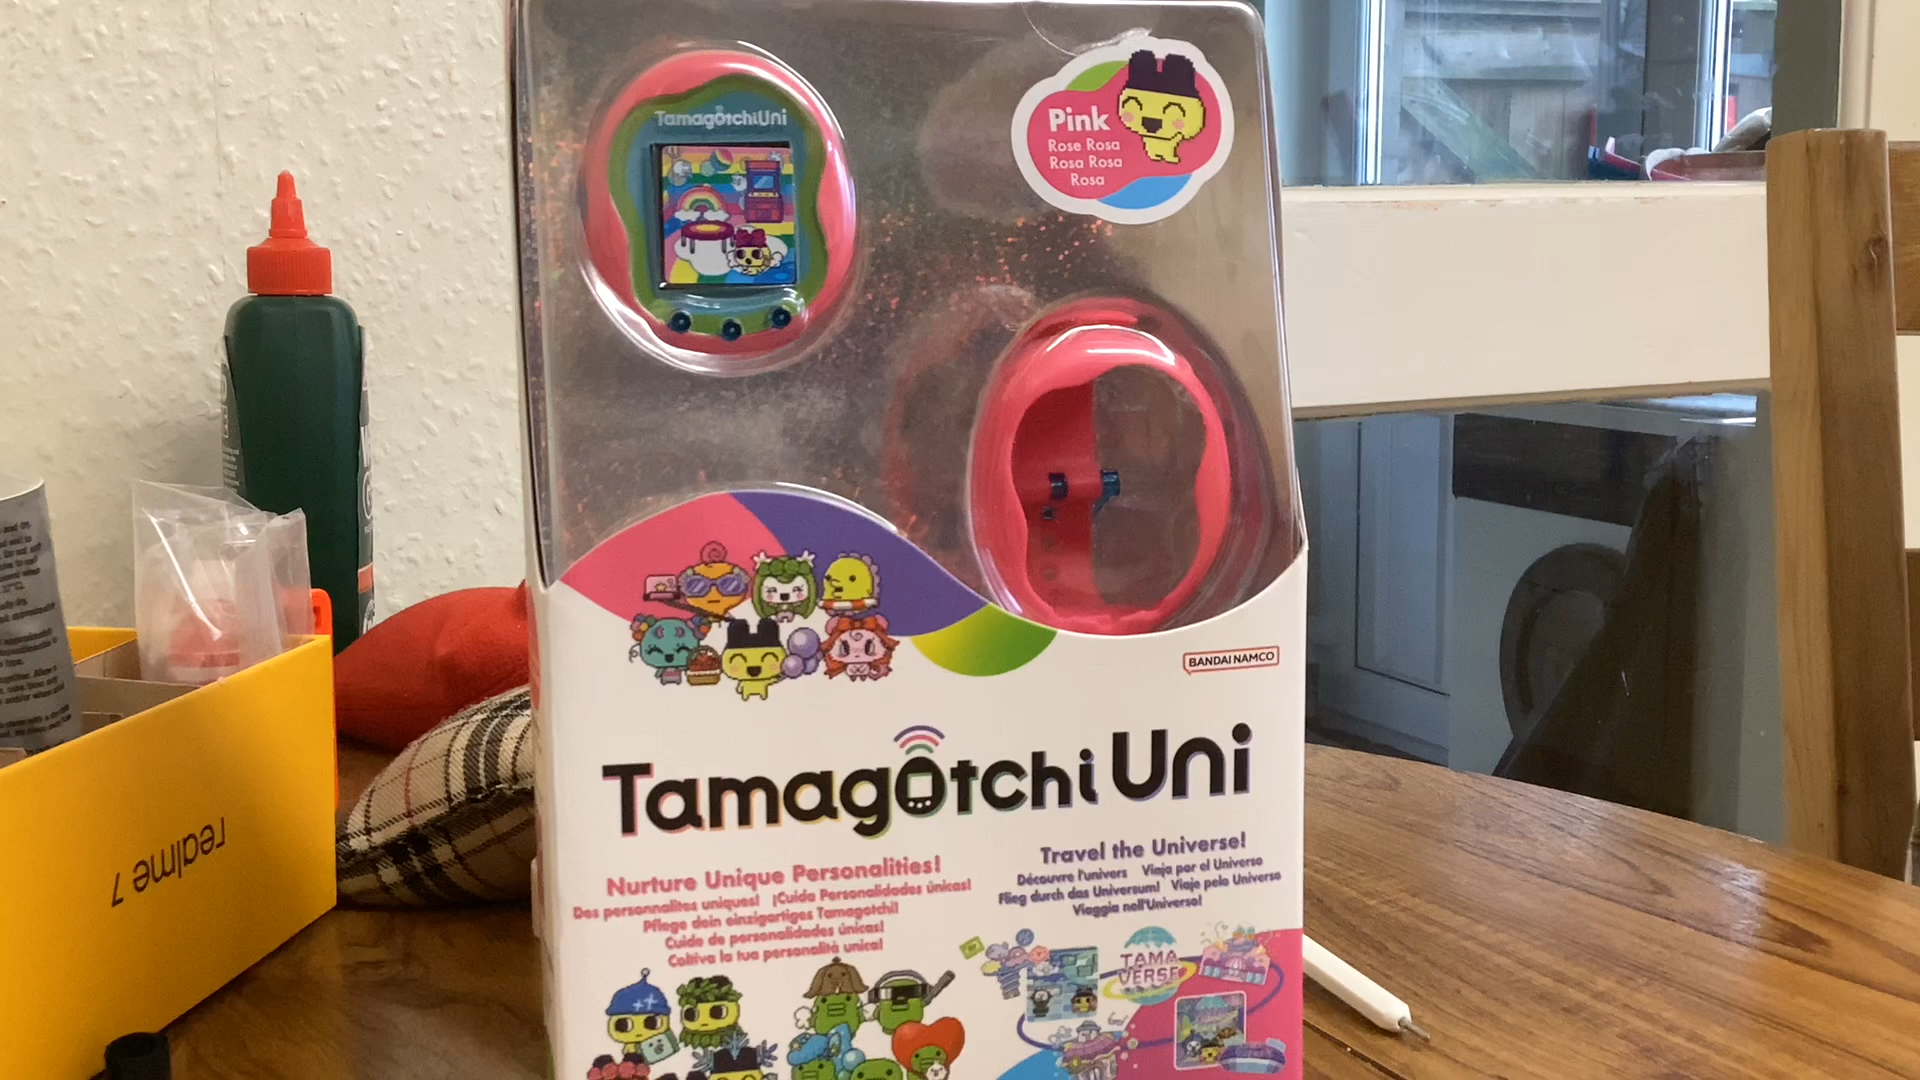 TamagotchiUni
Pink
Rose Rosa
Rosa Rosa
Rosa
BANDAI NAMCO
Tamagotchi Uni
Nurture Unique Personalities!
Des personnalités uniques! ¡Cuida Personalidades únicas!
Pflege dein einzigartiges Tamagotchi!
Cuide de personalidades únicas!
Coltiva la tua personalità unica!
Travel the Universe!
Découvre l'univers Viaja por el Universo
Flieg durch das Universum! Viaje pelo Universo
Viaggia nell'Universo!
TAMA
VERSE
realme 7